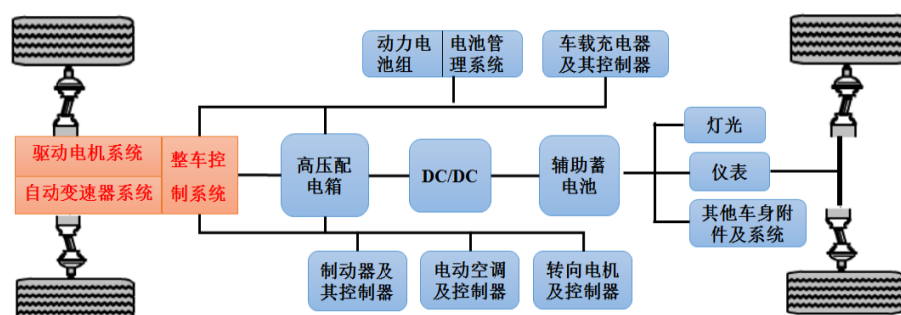 动力电
池组
电池管
理系统
车载充电器
及其控制器
驱动电机系统
自动变速器系统
整车控
制系统
高压配
电箱
DC/DC
辅助蓄
电池
灯光
仪表
其他车身附
件及系统
制动器及
其控制器
电动空调
及控制器
转向电机
及控制器